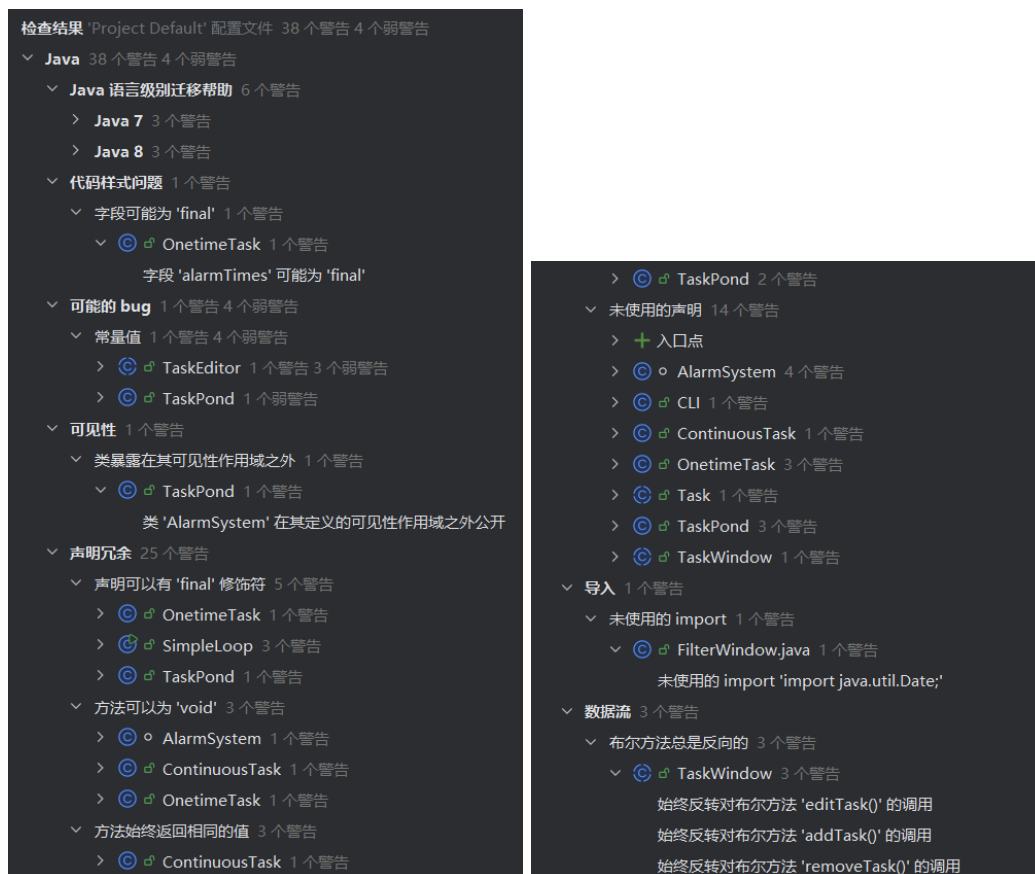 检查结果 'Project Default' 配置文件 38 个警告 4 个弱警告
Java 38 个警告 4 个弱警告
Java 语言级别迁移帮助 6 个警告
Java 7 3 个警告
Java 8 3 个警告
代码样式问题 1 个警告
字段可能为 'final' 1 个警告
OnetimeTask 1 个警告
字段 'alarmTimes' 可能为 'final'
可能的 bug 1 个警告 4 个弱警告
常量值 1 个警告 4 个弱警告
TaskEditor 1 个警告 3 个弱警告
TaskPond 1 个弱警告
可见性 1 个警告
类暴露在其可见性作用域之外 1 个警告
TaskPond 1 个警告
类 'AlarmSystem' 在其定义的可见性作用域之外公开
声明冗余 25 个警告
声明可以有 'final' 修饰符 5 个警告
OnetimeTask 1 个警告
SimpleLoop 3 个警告
TaskPond 1 个警告
方法可以为 'void' 3 个警告
AlarmSystem 1 个警告
ContinuousTask 1 个警告
OnetimeTask 1 个警告
方法始终返回相同的值 3 个警告
ContinuousTask 1 个警告
TaskPond 2 个警告
未使用的声明 14 个警告
入口点
AlarmSystem 4 个警告
CLI 1 个警告
ContinuousTask 1 个警告
OnetimeTask 3 个警告
Task 1 个警告
TaskPond 3 个警告
TaskWindow 1 个警告
导入 1 个警告
未使用的 import 1 个警告
FilterWindow.java 1 个警告
未使用的 import 'import java.util.Date;'
数据流 3 个警告
布尔方法总是反向的 3 个警告
TaskWindow 3 个警告
始终反转对布尔方法 'editTask()' 的调用
始终反转对布尔方法 'addTask()' 的调用
始终反转对布尔方法 'removeTask()' 的调用